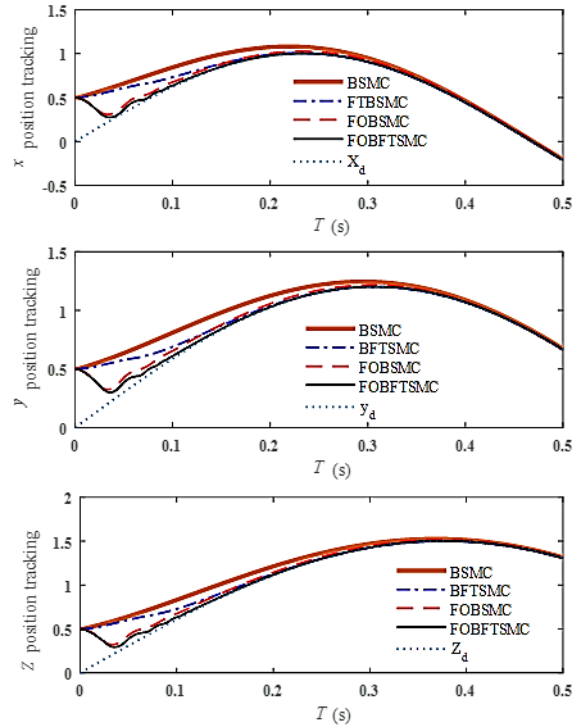 1.5
1
0.5
0
-0.5
x position tracking
BSMC
FTBSMC
FOBSMC
FOBFTSMC
X_d
0 0.1 0.2 0.3 0.4 0.5
T (s)
1.5
1
0.5
0
y position tracking
BSMC
BFTSMC
FOBSMC
FOBFTSMC
y_d
0 0.1 0.2 0.3 0.4 0.5
T (s)
2
1.5
1
0.5
0
Z position tracking
BSMC
BFTSMC
FOBSMC
FOBFTSMC
Z_d
0 0.1 0.2 0.3 0.4 0.5
T (s)